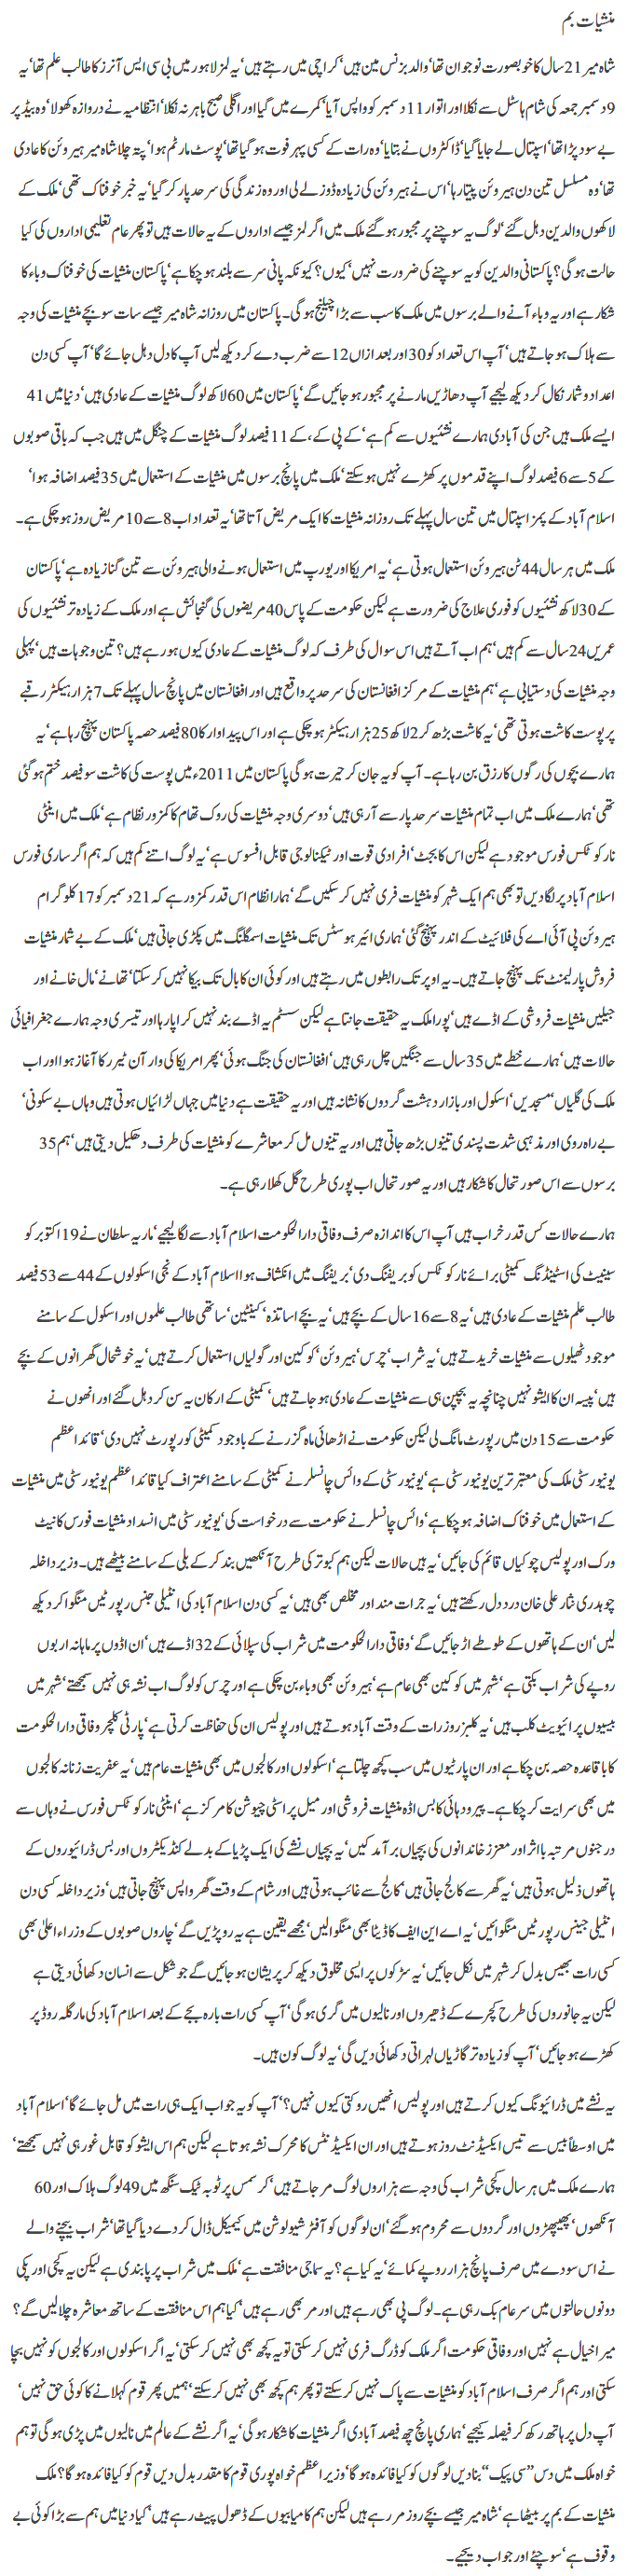 منشیات بم
شاہ میر 21 سال کا خوبصورت نوجوان تھا‘ والد بزنس مین ہیں‘ کراچی میں رہتے ہیں‘ یہ لمز لاہور میں بی سی ایس آنرز کا طالب علم تھا‘ یہ
9 دسمبر جمعہ کی شام ہاسٹل سے نکلا اور اتوار 11 دسمبر کو واپس آیا‘ کمرے میں گیا اور اگلی صبح باہر نہ نکلا‘ انتظامیہ نے دروازہ کھولا‘ وہ بیڈ پر
بے سود پڑا تھا‘ اسپتال لے جایا گیا‘ ڈاکٹروں نے بتایا‘ وہ رات کے کسی پہر فوت ہو گیا تھا‘ پوسٹ مارٹم ہوا‘ پتہ چلا شاہ میر ہیروئن کا عادی
تھا‘ وہ مسلسل تین دن ہیروئن پیتا رہا‘ اس نے ہیروئن کی زیادہ ڈوز لے لی اور وہ زندگی کی سرحد پار کر گیا‘ یہ خبر خوفناک تھی‘ ملک کے
لاکھوں والدین دہل گئے‘ لوگ یہ سوچنے پر مجبور ہو گئے ملک میں اگر لمز جیسے اداروں کے یہ حالات ہیں تو پھر عام تعلیمی اداروں کی کیا
حالت ہو گی؟ پاکستانی والدین کو یہ سوچنے کی ضرورت نہیں‘ کیوں؟ کیونکہ پانی سر سے بلند ہو چکا ہے‘ پاکستان منشیات کی خوفناک وباء کا
شکار ہے اور یہ وباء آنے والے برسوں میں ملک کا سب سے بڑا چیلنج ہو گی۔ پاکستان میں روزانہ شاہ میر جیسے سات سو بچے منشیات کی وجہ
سے ہلاک ہو جاتے ہیں‘ آپ اس تعداد کو 30 اور بعد ازاں 12 سے ضرب دے کر دیکھ لیں آپ کا دل دہل جائے گا‘ آپ کسی دن
اعداد و شمار نکال کر دیکھ لیجیے آپ دھاڑیں مارنے پر مجبور ہو جائیں گے‘ پاکستان میں 60 لاکھ لوگ منشیات کے عادی ہیں‘ دنیا میں 41
ایسے ملک ہیں جن کی آبادی ہمارے نشئیوں سے کم ہے‘ کے پی کے‘ کے 11 فیصد لوگ منشیات کے چنگل میں ہیں جب کہ باقی صوبوں
کے 5 سے 6 فیصد لوگ اپنے قدموں پر کھڑے نہیں ہو سکتے‘ ملک میں پانچ برسوں میں منشیات کے استعمال میں 35 فیصد اضافہ ہوا‘
اسلام آباد کے پمز اسپتال میں تین سال پہلے تک روزانہ منشیات کا ایک مریض آتا تھا‘ یہ تعداد اب 8 سے 10 مریض روز ہو چکی ہے۔
ملک میں ہر سال 44 ٹن ہیروئن استعمال ہوتی ہے‘ یہ امریکا اور یورپ میں استعمال ہونے والی ہیروئن سے تین گنا زیادہ ہے‘ پاکستان
کے 30 لاکھ نشئیوں کو فوری علاج کی ضرورت ہے لیکن حکومت کے پاس 40 مریضوں کی گنجائش ہے اور ملک کے زیادہ تر نشئیوں کی
عمریں 24 سال سے کم ہیں‘ ہم اب آتے ہیں اس سوال کی طرف کہ لوگ منشیات کے عادی کیوں ہو رہے ہیں؟ تین وجوہات ہیں‘ پہلی
وجہ منشیات کی دستیابی ہے‘ ہم منشیات کے مرکز افغانستان کی سرحد پر واقع ہیں اور افغانستان میں پانچ سال پہلے تک 7 ہزار ہیکٹر رقبے
پر پوست کاشت ہوتی تھی‘ یہ کاشت بڑھ کر 2 لاکھ 25 ہزار ہیکٹر ہو چکی ہے اور اس پیداوار کا 80 فیصد حصہ پاکستان پہنچ رہا ہے‘ یہ
ہمارے بچوں کی رگوں کا رزق بن رہا ہے۔ آپ کو یہ جان کر حیرت ہو گی پاکستان میں 2011ء میں پوست کی کاشت سو فیصد ختم ہو گئی
تھی‘ ہمارے ملک میں اب تمام منشیات سرحد پار سے آ رہی ہیں‘ دوسری وجہ منشیات کی روک تھام کا کمزور نظام ہے‘ ملک میں اینٹی
نارکوٹکس فورس موجود ہے لیکن اس کا بجٹ‘ افرادی قوت اور ٹیکنالوجی قابل افسوس ہے‘ یہ لوگ اتنے کم ہیں کہ ہم اگر ساری فورس
اسلام آباد پر لگا دیں تو بھی ہم ایک شہر کو منشیات فری نہیں کر سکیں گے‘ ہمارا نظام اس قدر کمزور ہے کہ 21 دسمبر کو 17 کلو گرام
ہیروئن پی آئی اے کی فلائیٹ کے اندر پہنچ گئی‘ ہماری ائیر ہوسٹس تک منشیات اسمگلنگ میں پکڑی جاتی ہیں‘ ملک کے بے شمار منشیات
فروش پارلیمنٹ تک پہنچ جاتے ہیں۔ یہ اوپر تک رابطوں میں رہتے ہیں اور کوئی ان کا بال تک بیکا نہیں کر سکتا‘ تھانے‘ مال خانے اور
جیلیں منشیات فروشی کے اڈے ہیں‘ پورا ملک یہ حقیقت جانتا ہے لیکن سسٹم یہ اڈے بند نہیں کرا پا رہا اور تیسری وجہ ہمارے جغرافیائی
حالات ہیں‘ ہمارے خطے میں 35 سال سے جنگیں چل رہی ہیں‘ افغانستان کی جنگ ہوئی‘ پھر امریکا کی وار آن ٹیرر کا آغاز ہوا اور اب
ملک کی گلیاں‘ مسجدیں‘ اسکول اور بازار دہشت گردوں کا نشانہ ہیں اور یہ حقیقت ہے دنیا میں جہاں لڑائیاں ہوتی ہیں وہاں بے سکونی‘
بے راہ روی اور مذہبی شدت پسندی تینوں بڑھ جاتی ہیں اور یہ تینوں مل کر معاشرے کو منشیات کی طرف دھکیل دیتی ہیں‘ ہم 35
برسوں سے اس صورتحال کا شکار ہیں اور یہ صورتحال اب پوری طرح گل کھلا رہی ہے۔
ہمارے حالات کس قدر خراب ہیں آپ اس کا اندازہ صرف وفاقی دارالحکومت اسلام آباد سے لگا لیجیے‘ ماریہ سلطان نے 19 اکتوبر کو
سینیٹ کی اسٹینڈنگ کمیٹی برائے نارکوٹکس کو بریفنگ دی‘ بریفنگ میں انکشاف ہوا اسلام آباد کے نجی اسکولوں کے 44 سے 53 فیصد
طالب علم منشیات کے عادی ہیں‘ یہ 8 سے 16 سال کے بچے ہیں‘ یہ بچے اساتذہ‘ کینٹین‘ ساتھی طالب علموں اور اسکول کے سامنے
موجود ٹھیلوں سے منشیات خریدتے ہیں‘ یہ شراب‘ چرس‘ ہیروئن‘ کوکین اور گولیاں استعمال کرتے ہیں‘ یہ خوشحال گھرانوں کے بچے
ہیں‘ پیسہ ان کا ایشو نہیں چنانچہ یہ بچپن ہی سے منشیات کے عادی ہو جاتے ہیں‘ کمیٹی کے ارکان یہ سن کر دہل گئے اور انھوں نے
حکومت سے 15 دن میں رپورٹ مانگ لی لیکن حکومت نے اڑھائی ماہ گزرنے کے باوجود کمیٹی کو رپورٹ نہیں دی‘ قائداعظم
یونیورسٹی ملک کی معتبر ترین یونیورسٹی ہے‘ یونیورسٹی کے وائس چانسلر نے کمیٹی کے سامنے اعتراف کیا قائداعظم یونیورسٹی میں منشیات
کے استعمال میں خوفناک اضافہ ہو چکا ہے‘ وائس چانسلر نے حکومت سے درخواست کی‘ یونیورسٹی میں انسداد منشیات فورس کا نیٹ
ورک اور پولیس چوکیاں قائم کی جائیں‘ یہ ہیں حالات لیکن ہم کبوتر کی طرح آنکھیں بند کر کے بلی کے سامنے بیٹھے ہیں۔ وزیر داخلہ
چوہدری نثار علی خان درد دل رکھتے ہیں‘ یہ جرات مند اور مخلص بھی ہیں‘ یہ کسی دن اسلام آباد کی انٹیلی جنس رپورٹیں منگوا کر دیکھ
لیں‘ ان کے ہاتھوں کے طوطے اڑ جائیں گے‘ وفاقی دارالحکومت میں شراب کی سپلائی کے 32 اڈے ہیں‘ ان اڈوں پر ماہانہ اربوں
روپے کی شراب بکتی ہے‘ شہر میں کوکین بھی عام ہے‘ ہیروئن بھی وباء بن چکی ہے اور چرس کو لوگ اب نشہ ہی نہیں سمجھتے‘ شہر میں
بیسیوں پرائیویٹ کلب ہیں‘ یہ کلبز روز رات کے وقت آباد ہوتے ہیں اور پولیس ان کی حفاظت کرتی ہے‘ پارٹی کلچر وفاقی دارالحکومت
کا باقاعدہ حصہ بن چکا ہے اور ان پارٹیوں میں سب کچھ چلتا ہے‘ اسکولوں اور کالجوں میں بھی منشیات عام ہیں‘ یہ عفریت زنانہ کالجوں
میں بھی سرایت کر چکا ہے۔ پیرودہائی کا بس اڈہ منشیات فروشی اور میل پراسٹی چیوشن کا مرکز ہے‘ اینٹی نارکوٹکس فورس نے وہاں سے
درجنوں مرتبہ بااثر اور معزز خاندانوں کی بچیاں برآمد کیں‘ یہ بچیاں نشے کی ایک پڑیا کے بدلے کنڈیکٹروں اور بس ڈرائیوروں کے
ہاتھوں ذلیل ہوتی ہیں‘ یہ گھر سے کالج جاتی ہیں‘ کالج سے غائب ہوتی ہیں اور شام کے وقت گھر واپس پہنچ جاتی ہیں‘ وزیر داخلہ کسی دن
انٹیلی جینس رپورٹیں منگوائیں‘ یہ اے این ایف کا ڈیٹا بھی منگوا لیں‘ مجھے یقین ہے یہ رو پڑیں گے‘ چاروں صوبوں کے وزراء اعلیٰ بھی
کسی رات بھیس بدل کر شہر میں نکل جائیں‘ یہ سڑکوں پر ایسی مخلوق دیکھ کر پریشان ہو جائیں گے جو شکل سے انسان دکھائی دیتی ہے
لیکن یہ جانوروں کی طرح کچرے کے ڈھیروں اور نالیوں میں گری ہو گی‘ آپ کسی رات بارہ بجے کے بعد اسلام آباد کی مارگلہ روڈ پر
کھڑے ہو جائیں‘ آپ کو زیادہ تر گاڑیاں لہراتی دکھائی دیں گی‘ یہ لوگ کون ہیں۔
یہ نشے میں ڈرائیونگ کیوں کرتے ہیں اور پولیس انھیں روکتی کیوں نہیں؟‘ آپ کو یہ جواب ایک ہی رات میں مل جائے گا‘ اسلام آباد
میں اوسطاً بیس سے تیس ایکسیڈنٹ روز ہوتے ہیں اور ان ایکسیڈنٹس کا محرک نشہ ہوتا ہے لیکن ہم اس ایشو کو قابل غور ہی نہیں سمجھتے‘
ہمارے ملک میں ہر سال کچی شراب کی وجہ سے ہزاروں لوگ مر جاتے ہیں‘ کرسمس پر ٹوبہ ٹیک سنگھ میں 49 لوگ ہلاک اور 60
آنکھوں‘ پھیپھڑوں اور گردوں سے محروم ہو گئے‘ ان لوگوں کو آفٹر شیو لوشن میں کیمیکل ڈال کر دے دیا گیا تھا‘ شراب بیچنے والے
نے اس سودے میں صرف پانچ ہزار روپے کمائے‘ یہ کیا ہے؟ یہ سماجی منافقت ہے‘ ملک میں شراب پر پابندی ہے لیکن یہ کچی اور پکی
دونوں حالتوں میں سرعام بک رہی ہے۔ لوگ پی بھی رہے ہیں اور مر بھی رہے ہیں‘ کیا ہم اس منافقت کے ساتھ معاشرہ چلا لیں گے؟
میرا خیال ہے نہیں اور وفاقی حکومت اگر ملک کو ڈرگ فری نہیں کر سکتی تو یہ کچھ بھی نہیں کر سکتی‘ یہ اگر اسکولوں اور کالجوں کو نہیں بچا
سکتی اور ہم اگر صرف اسلام آباد کو منشیات سے پاک نہیں کر سکتے تو پھر ہم کچھ بھی نہیں کر سکتے‘ ہمیں پھر قوم کہلانے کا کوئی حق نہیں‘
آپ دل پر ہاتھ رکھ کر فیصلہ کیجیے‘ ہماری پانچ چھ فیصد آبادی اگر منشیات کا شکار ہو گی‘ یہ اگر نشے کے عالم میں نالیوں میں پڑی ہو گی تو ہم
خواہ ملک میں دس ’’سی پیک‘‘ بنا دیں لوگوں کو کیا فائدہ ہو گا‘ وزیراعظم خواہ پوری قوم کا مقدر بدل دیں قوم کو کیا فائدہ ہو گا؟ ملک
منشیات کے بم پر بیٹھا ہے‘ شاہ میر جیسے بچے روز مر رہے ہیں لیکن ہم کامیابیوں کے ڈھول پیٹ رہے ہیں‘ کیا دنیا میں ہم سے بڑا کوئی بے
وقوف ہے‘ سوچئے اور جواب دیجیے۔